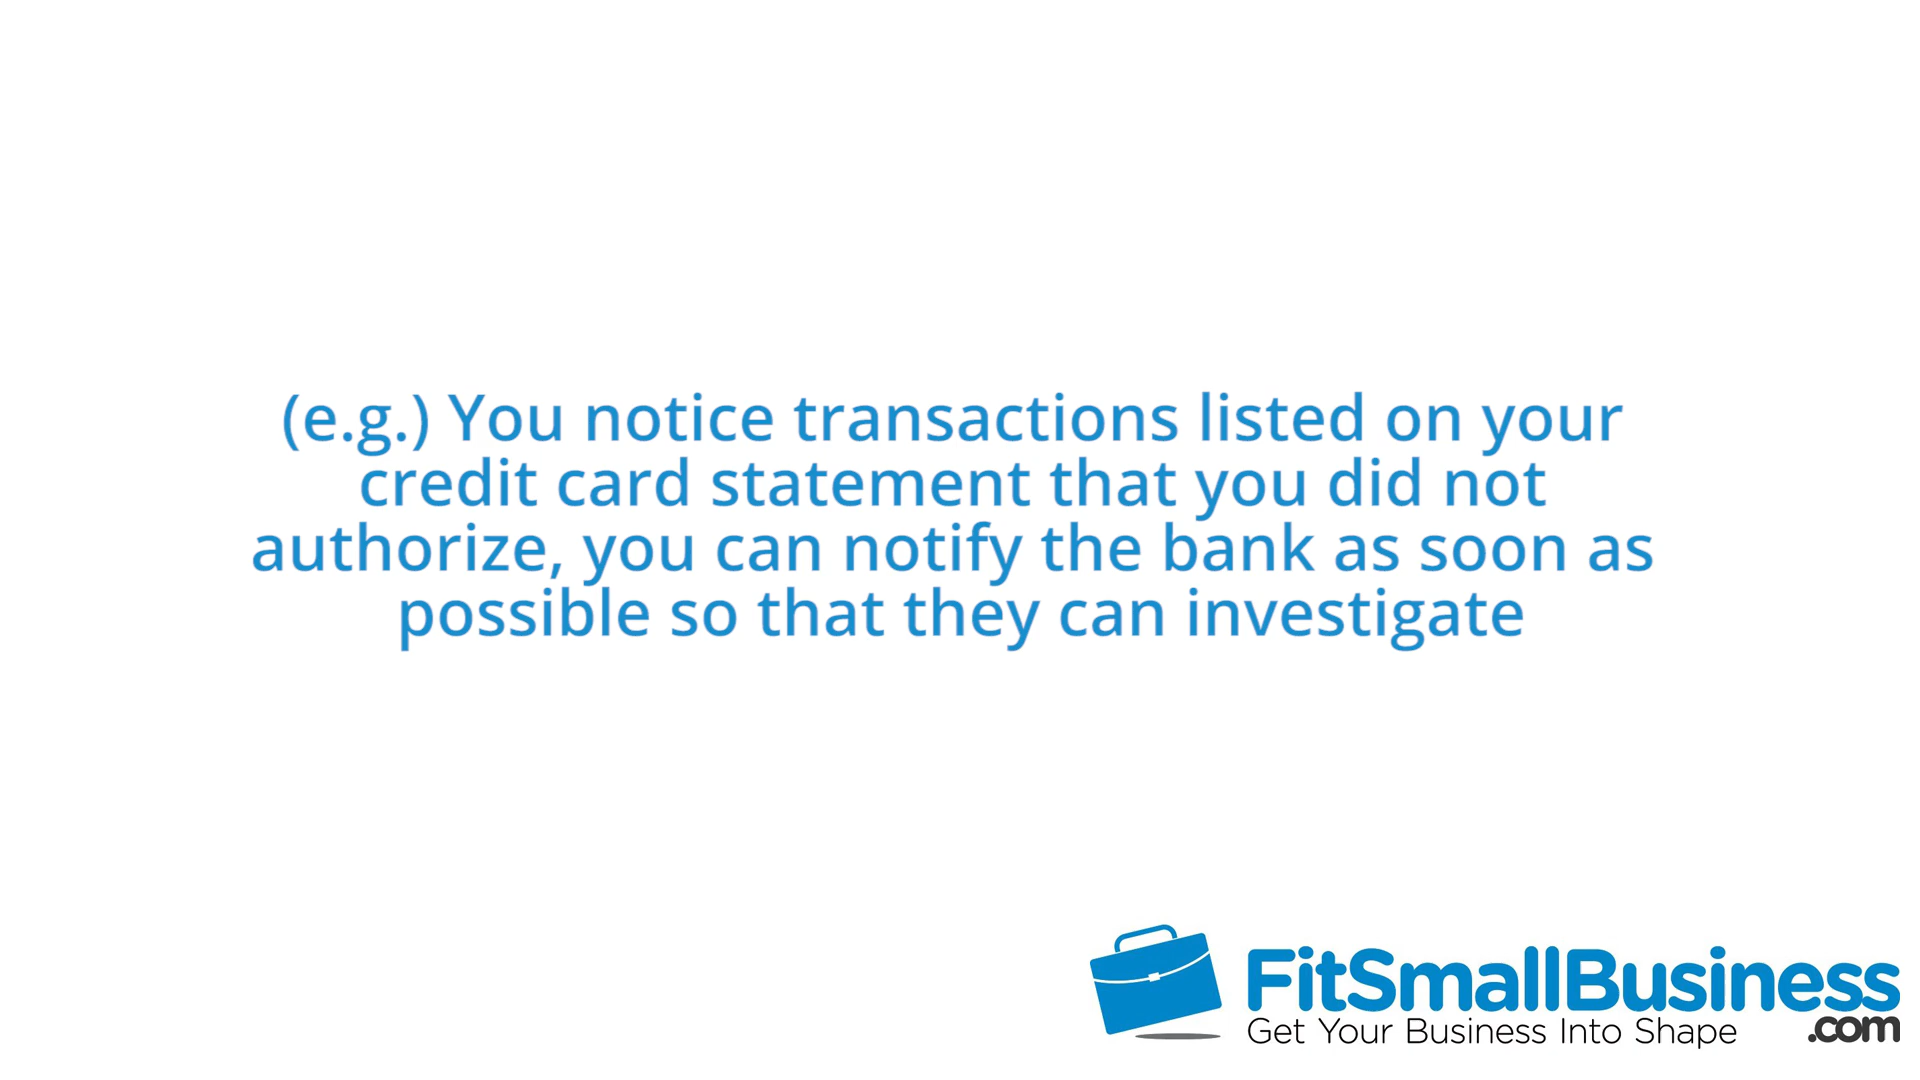 (e.g.) You notice transactions listed on your
credit card statement that you did not
authorize, you can notify the bank as soon as
possible so that they can investigate
FitSmallBusiness
Get Your Business Into Shape .com